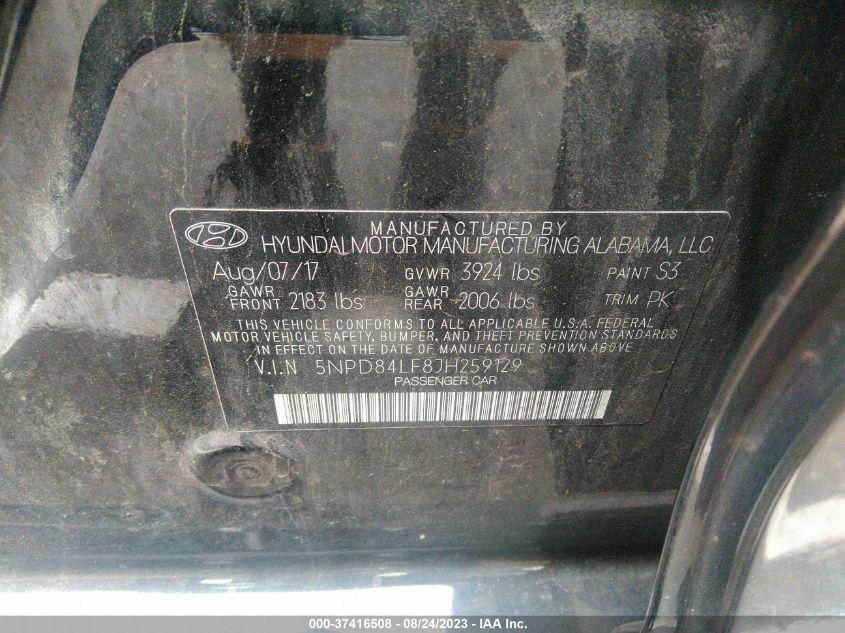 MANUFACTURED BY
HYUNDAI MOTOR MANUFACTURING ALABAMA, LLC
Aug/07/17 GVWR 3924 lbs PAINT S3
GAWR FRONT 2183 lbs GAWR REAR 2006 lbs TRIM PK
THIS VEHICLE CONFORMS TO ALL APPLICABLE U.S.A. FEDERAL
MOTOR VEHICLE SAFETY, BUMPER, AND THEFT PREVENTION STANDARDS
IN EFFECT ON THE DATE OF MANUFACTURE SHOWN ABOVE.
V.I.N 5NPD84LF8JH259129
PASSENGER CAR
000-37416508 - 08/24/2023 - IAA Inc.